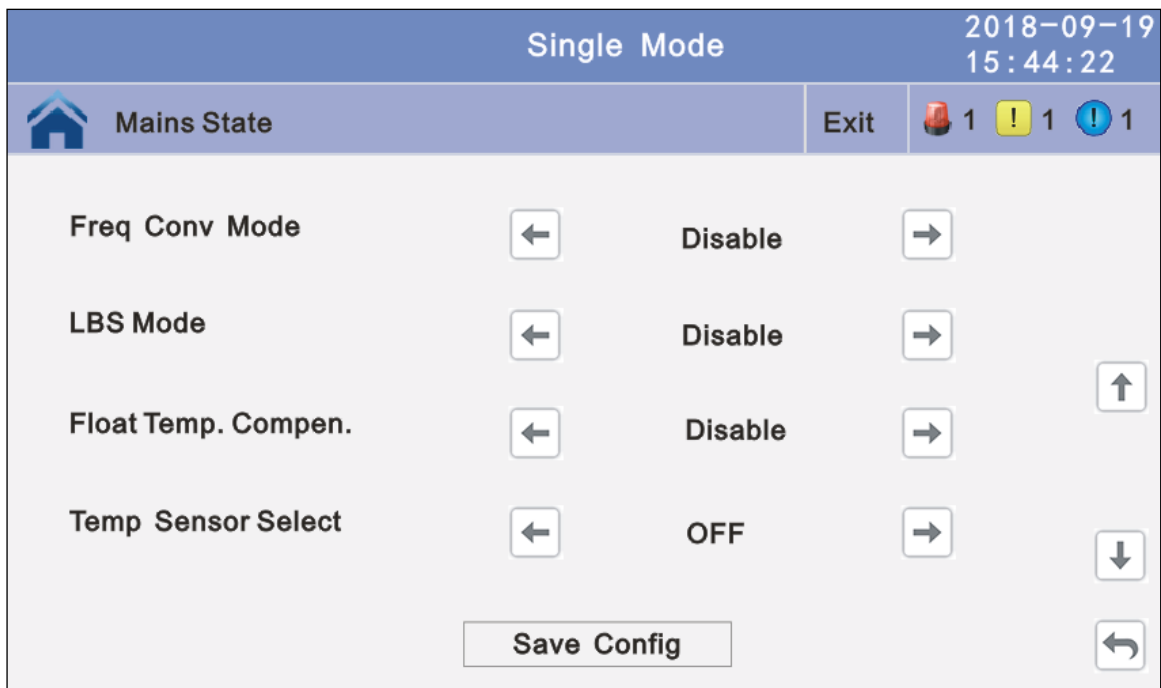 Single Mode
2018-09-19
15:44:22
Mains State
Exit
1
! 1
! 1
Freq Conv Mode
Disable
LBS Mode
Disable
Float Temp. Compen.
Disable
Temp Sensor Select
OFF
Save Config